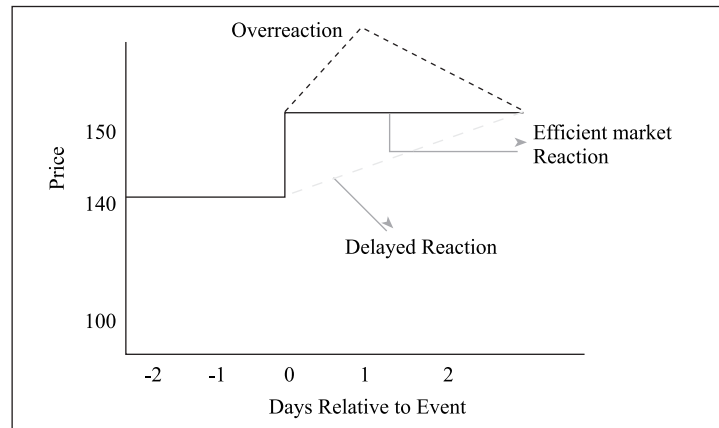 Overreaction
150
Efficient market
Reaction
Price
140
Delayed Reaction
100
-2 -1 0 1 2
Days Relative to Event